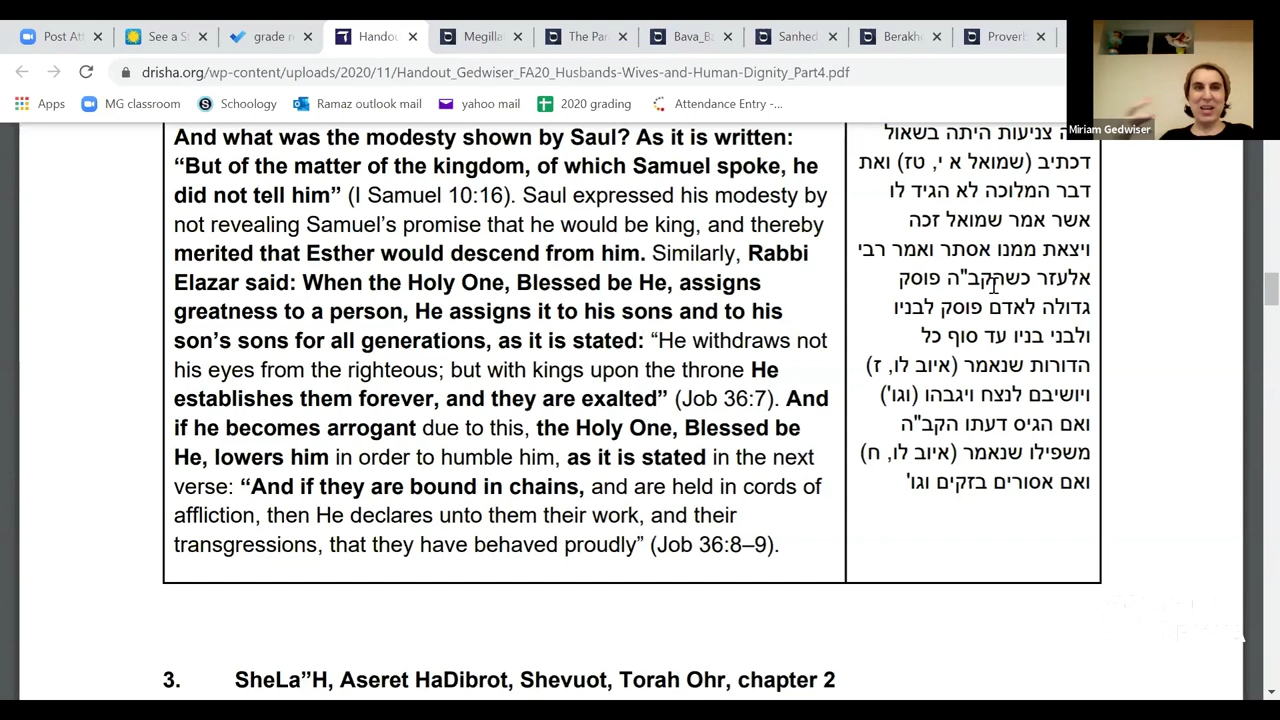 Post At
See a S
grade r
Handou
Megilla
The Par
Bava_Ba
Sanhed
Berakho
Proverb
drisha.org/wp-content/uploads/2020/11/Handout_Gedwiser_FA20_Husbands-Wives-and-Human-Dignity_Part4.pdf
Apps
MG classroom
Schoology
Ramaz outlook mail
yahoo mail
2020 grading
Attendance Entry -...
Miriam Gedwiser
And what was the modesty shown by Saul? As it is written:
“But of the matter of the kingdom, of which Samuel spoke, he
did not tell him” (I Samuel 10:16). Saul expressed his modesty by
not revealing Samuel’s promise that he would be king, and thereby
merited that Esther would descend from him. Similarly, Rabbi
Elazar said: When the Holy One, Blessed be He, assigns
greatness to a person, He assigns it to his sons and to his
son’s sons for all generations, as it is stated: “He withdraws not
his eyes from the righteous; but with kings upon the throne He
establishes them forever, and they are exalted” (Job 36:7). And
if he becomes arrogant due to this, the Holy One, Blessed be
He, lowers him in order to humble him, as it is stated in the next
verse: “And if they are bound in chains, and are held in cords of
affliction, then He declares unto them their work, and their
transgressions, that they have behaved proudly” (Job 36:8–9).
צניעות היתה בשאול
דכתיב (שמואל א י, טז) ואת
דבר המלוכה לא הגיד לו
אשר אמר שמואל זכה
ויצאת ממנו אסתר ואמר רבי
אלעזר כשהקב"ה פוסק
גדולה לאדם פוסק לבניו
ולבני בניו עד סוף כל
הדורות שנאמר (איוב לו, ז)
ויושיבם לנצח ויגבהו (וגו')
ואם הגיס דעתו הקב"ה
משפילו שנאמר (איוב לו, ח)
ואם אסורים בזקים וגו'
3. SheLa”H, Aseret HaDibrot, Shevuot, Torah Ohr, chapter 2